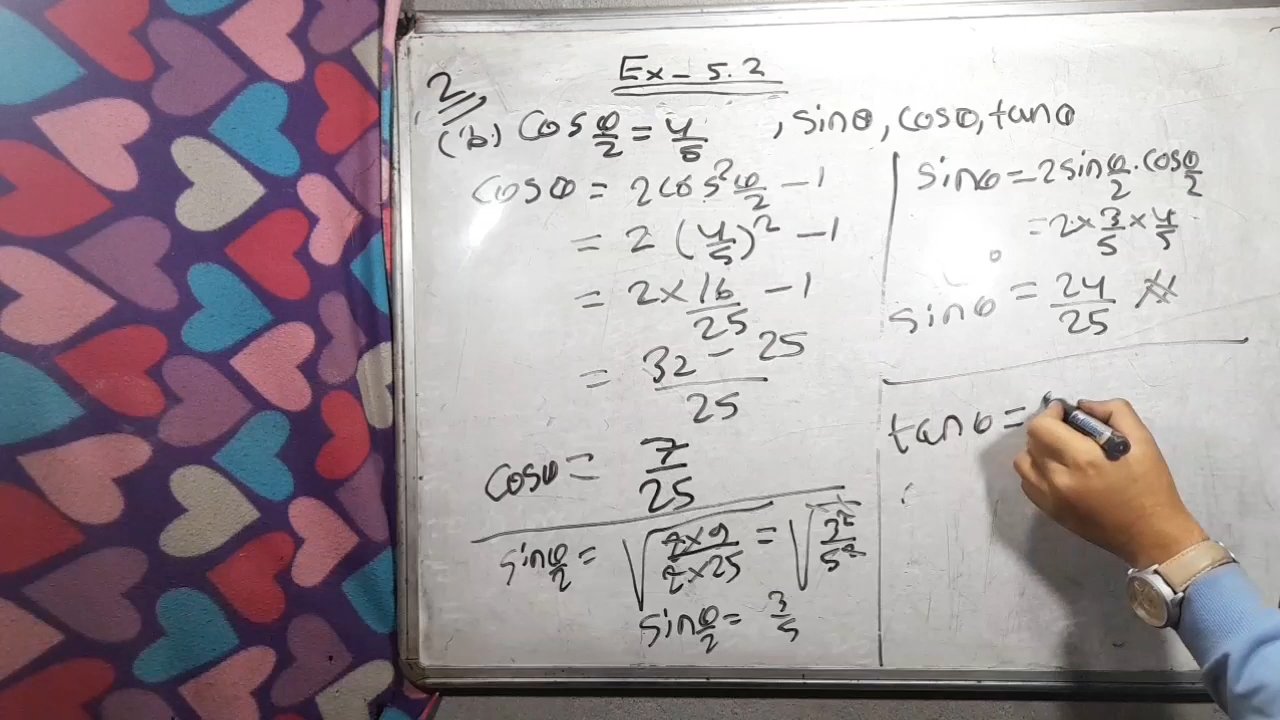 Ex - 5.2
2
(b) cos θ/2 = 4/5 , sinθ, cosθ, tanθ
cosθ = 2cos² θ/2 - 1
= 2 (4/5)² - 1
= 2 × 16/25 - 1
= 32 - 25 / 25
cosθ = 7/25
sin θ/2 = √(2×9 / 2×25) = √(3² / 5²)
sin θ/2 = 3/5
sinθ = 2sin θ/2 . cos θ/2
= 2 × 3/5 × 4/5
sinθ = 24/25
tanθ =